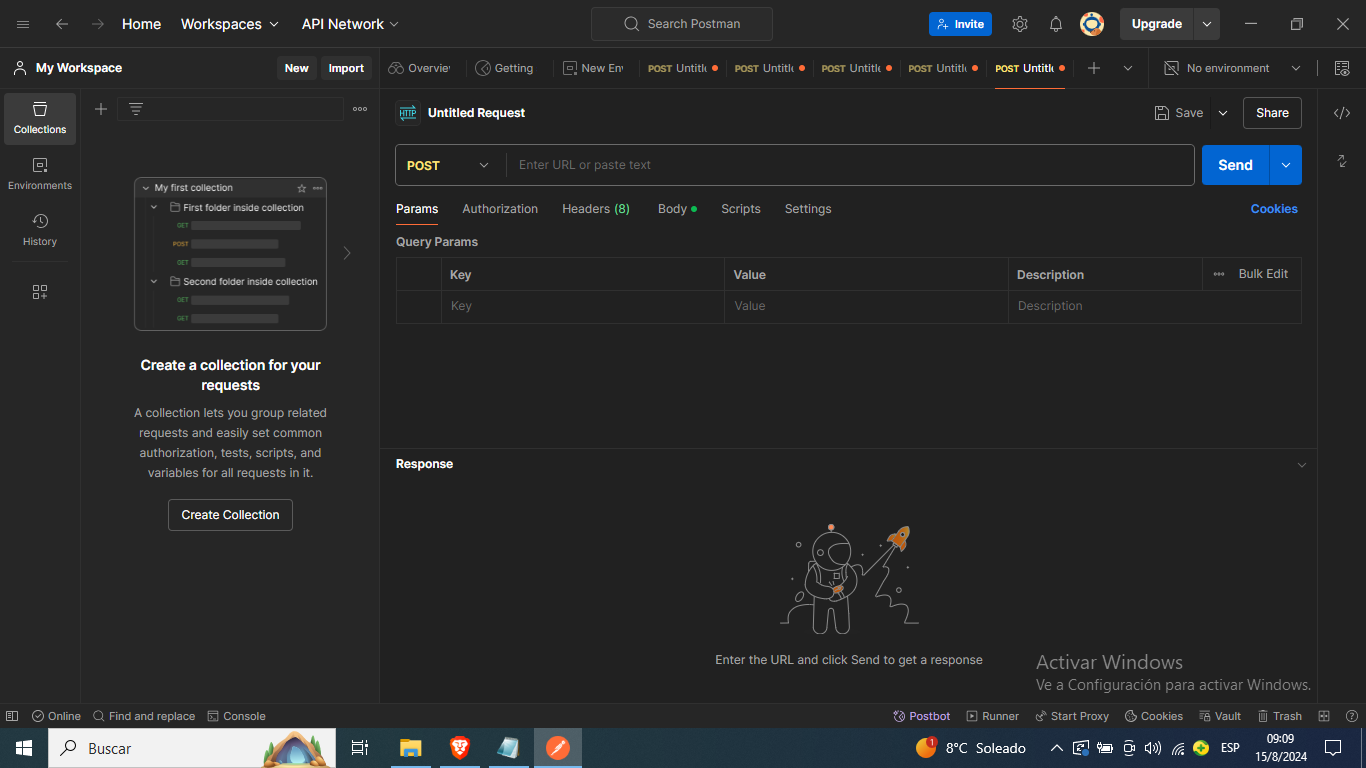 Home Workspaces API Network Search Postman Invite Upgrade
My Workspace New Import Overvie Getting New En POST Untitle POST Untitle POST Untitle POST Untitle POST Untitle No environment
Collections
Environments
History
My first collection
First folder inside collection
GET
POST
GET
Second folder inside collection
GET
GET
Create a collection for your
requests
A collection lets you group related
requests and easily set common
authorization, tests, scripts, and
variables for all requests in it.
Create Collection
HTTP Untitled Request Save Share
POST Enter URL or paste text Send
Params Authorization Headers (8) Body Scripts Settings Cookies
Query Params
Key Value Description Bulk Edit
Key Value Description
Response
Enter the URL and click Send to get a response
Activar Windows
Ve a Configuración para activar Windows.
Online Find and replace Console Postbot Runner Start Proxy Cookies Vault Trash
Buscar 1 8°C Soleado ESP 09:09
15/8/2024